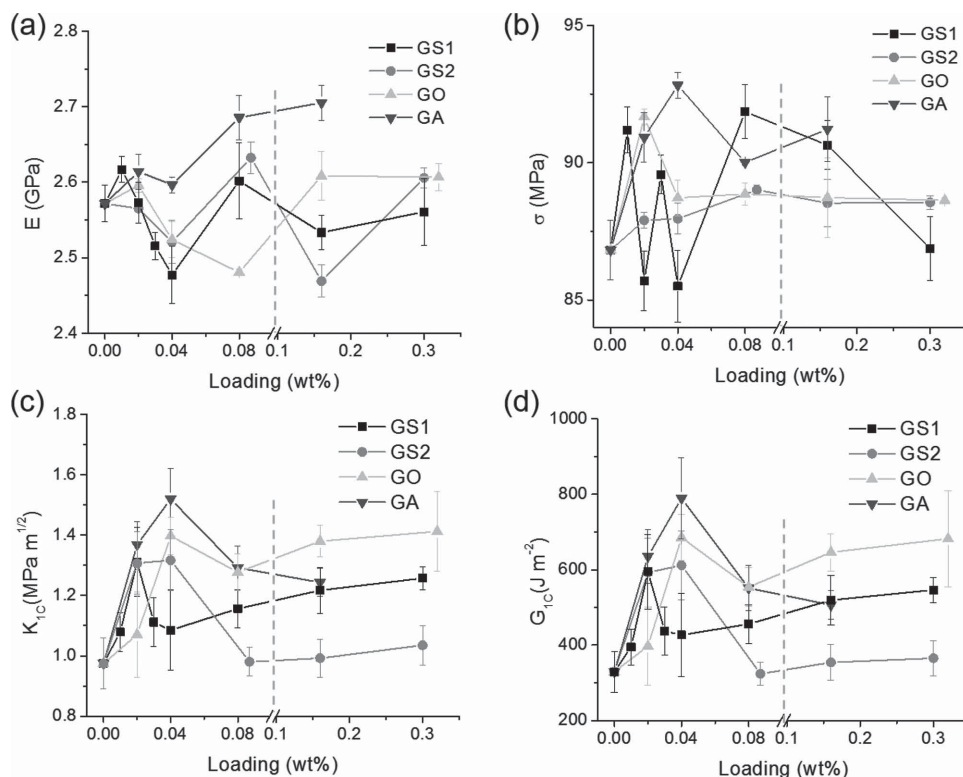 (a)
2.8
2.7
2.6
2.5
2.4
E (GPa)
GS1
GS2
GO
GA
0.00 0.04 0.08 0.1 0.2 0.3
Loading (wt%)
(b)
95
90
85
σ (MPa)
GS1
GS2
GO
GA
0.00 0.04 0.08 0.1 0.2 0.3
Loading (wt%)
(c)
1.8
1.6
1.4
1.2
1.0
0.8
K1C(MPa m1/2)
GS1
GS2
GO
GA
0.00 0.04 0.08 0.1 0.2 0.3
Loading (wt%)
(d)
1000
800
600
400
200
G1C(J m-2)
GS1
GS2
GO
GA
0.00 0.04 0.08 0.1 0.2 0.3
Loading (wt%)